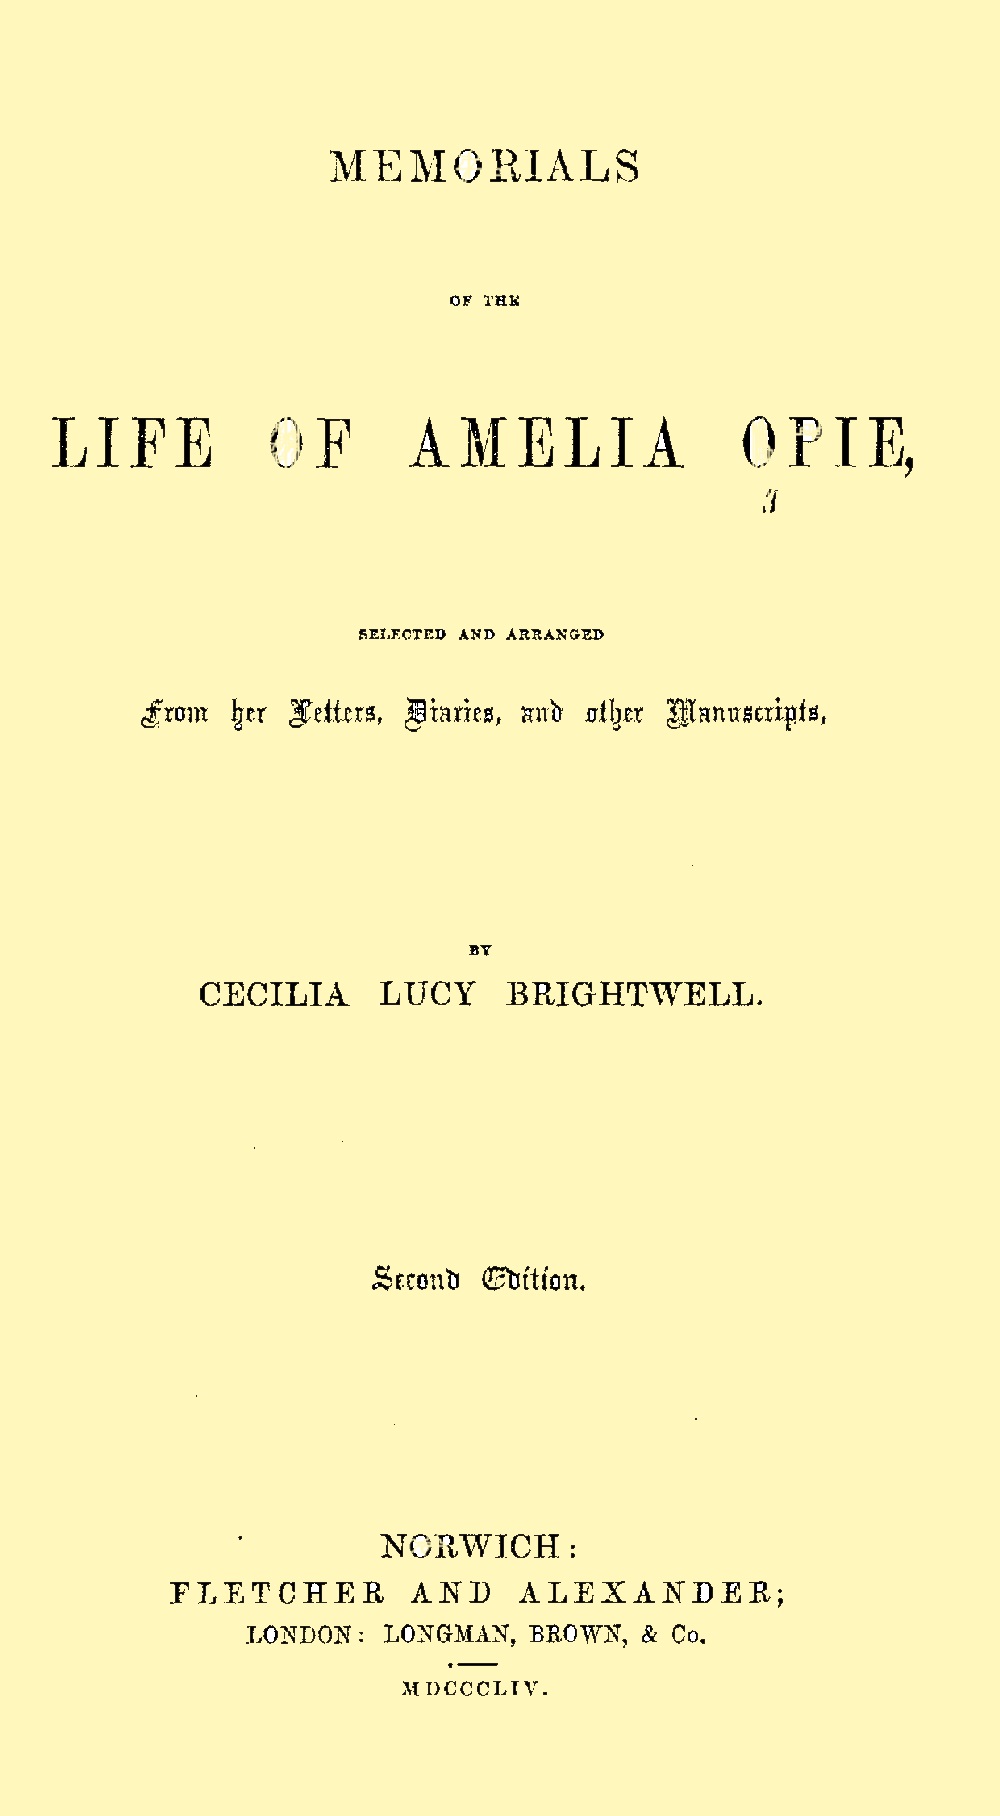 MEMORIALS
OF THE
LIFE OF AMELIA OPIE,
SELECTED AND ARRANGED
From her Letters, Diaries, and other Manuscripts,
BY
CECILIA LUCY BRIGHTWELL.
Second Edition.
NORWICH:
FLETCHER AND ALEXANDER;
LONDON: LONGMAN, BROWN, & Co.
MDCCCLIV.